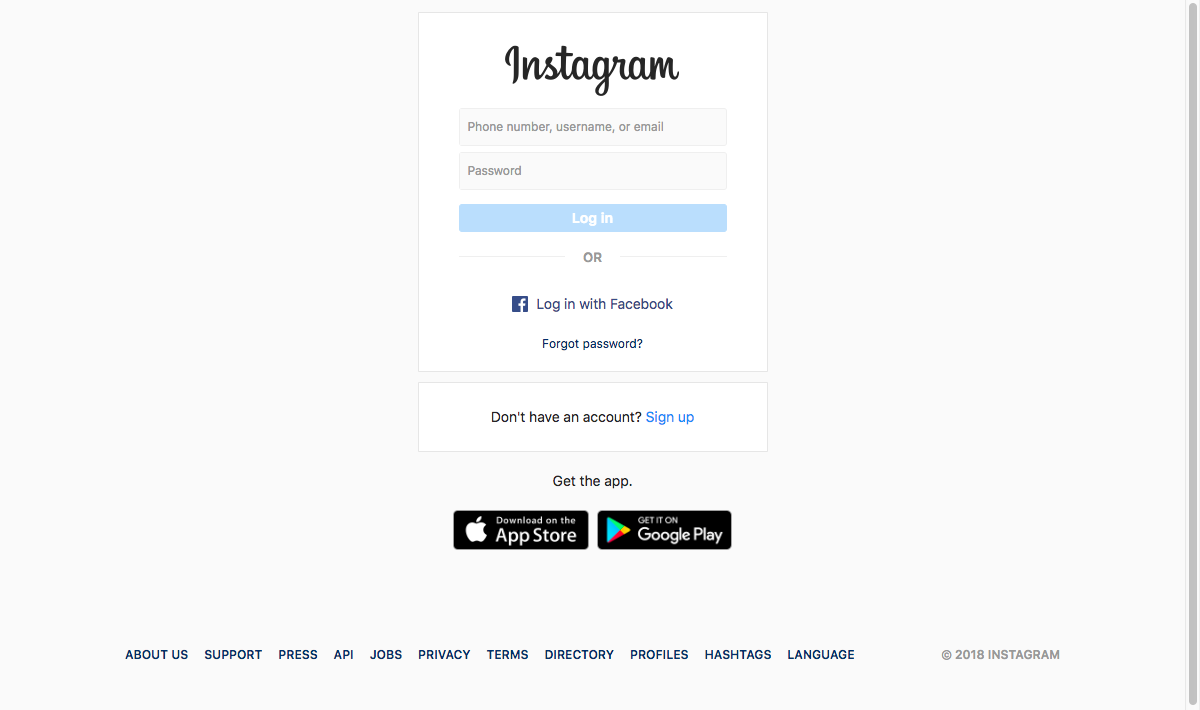 Instagram
Phone number, username, or email
Password
Log in
OR
Log in with Facebook
Forgot password?
Don't have an account? Sign up
Get the app.
Download on the
App Store
GET IT ON
Google Play
ABOUT US SUPPORT PRESS API JOBS PRIVACY TERMS DIRECTORY PROFILES HASHTAGS LANGUAGE © 2018 INSTAGRAM